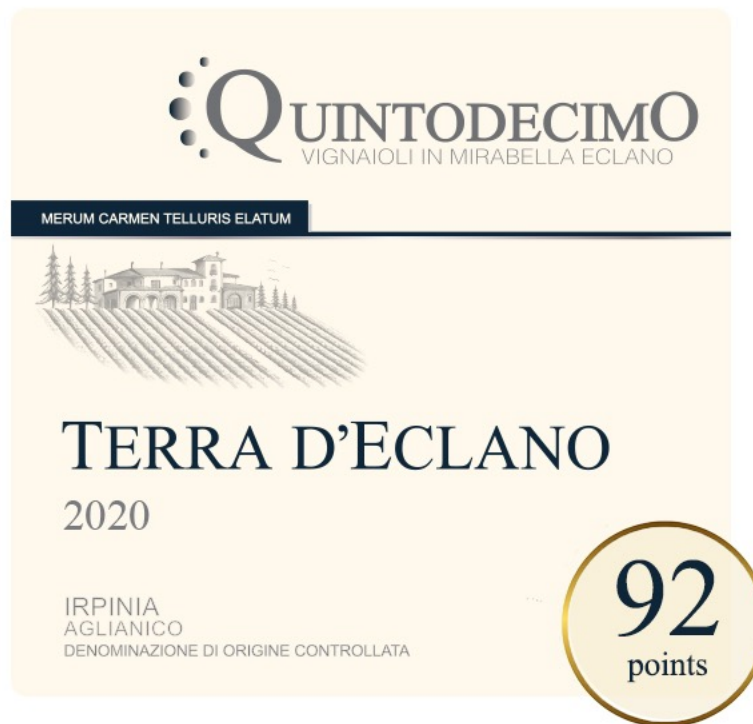 QUINTODECIMO
VIGNAIOLI IN MIRABELLA ECLANO
MERUM CARMEN TELLURIS ELATUM
TERRA D'ECLANO
2020
IRPINIA
AGLIANICO
DENOMINAZIONE DI ORIGINE CONTROLLATA
92
points